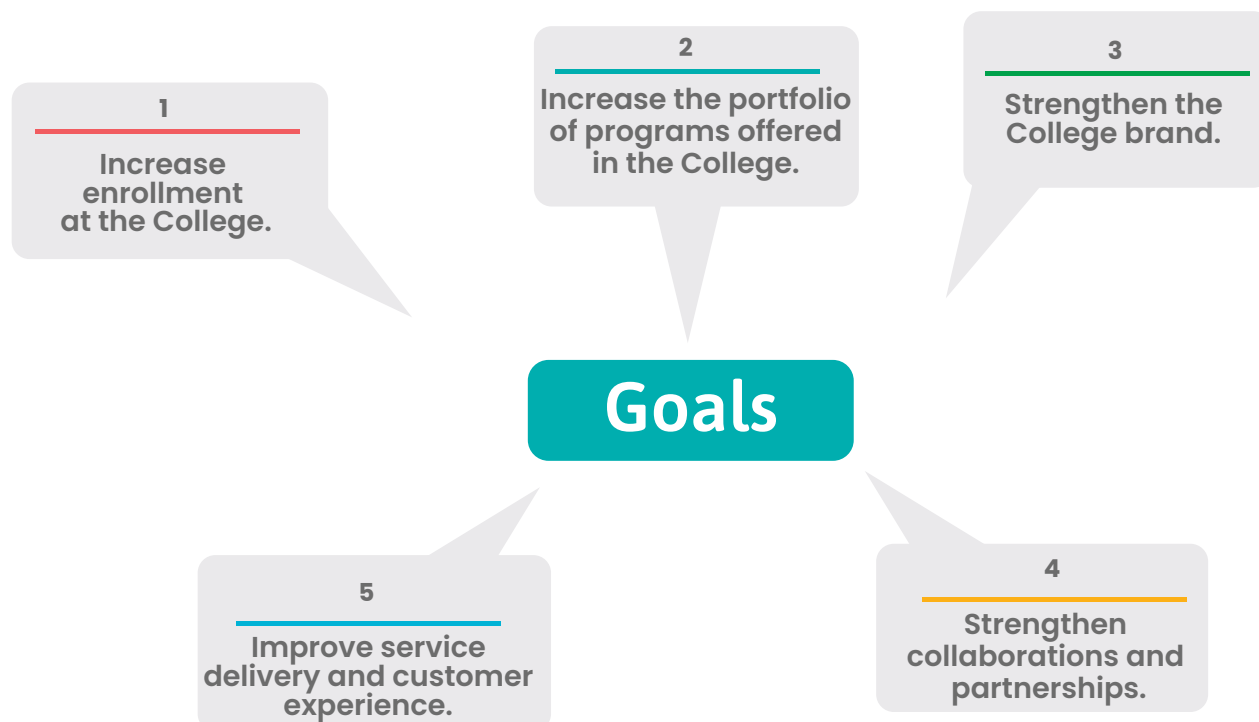 1
Increase
enrollment
at the College.
2
Increase the portfolio
of programs offered
in the College.
3
Strengthen the
College brand.
Goals
4
Strengthen
collaborations and
partnerships.
5
Improve service
delivery and customer
experience.